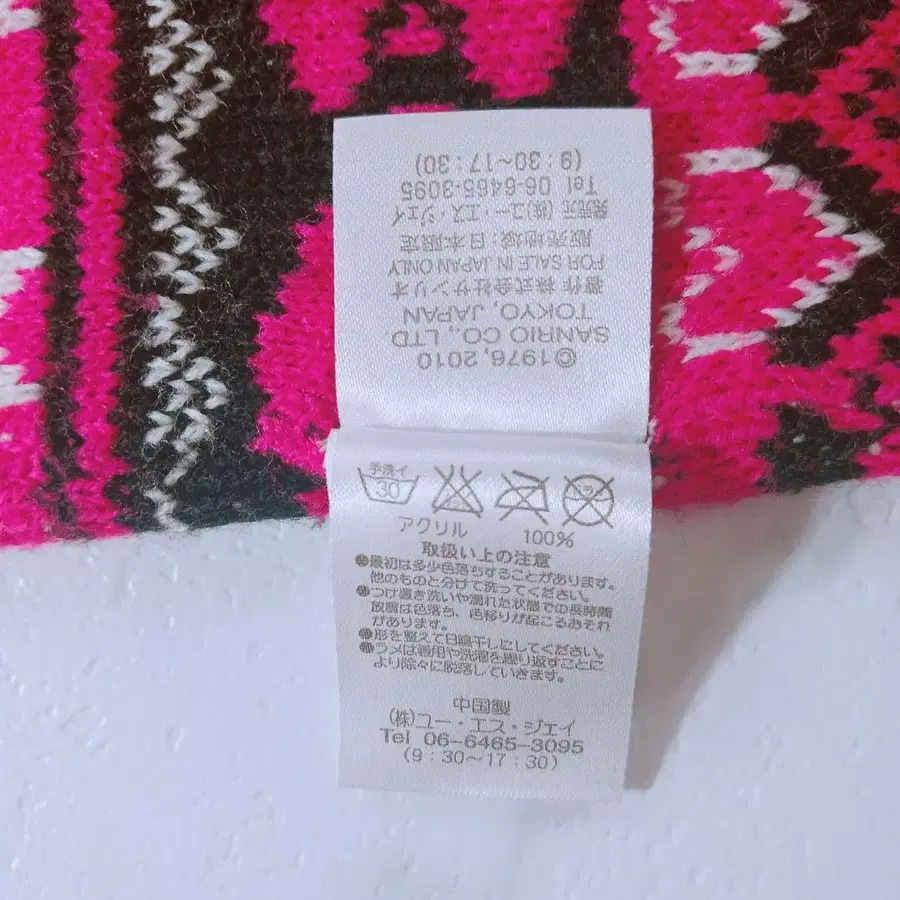 ©1976, 2010
SANRIO CO., LTD.
TOKYO, JAPAN
著作 株式会社サンリオ
FOR SALE IN JAPAN ONLY
販売地域：日本限定
発売元 (株)ユー・エス・ジェイ
Tel 06-6465-3095
(9：30～17：30)
手洗イ
30
アクリル 100%
取扱い上の注意
●最初は多少色落ちすることがあります。
他のものと分けて洗ってください。
●つけ置き洗いや濡れた状態での長時間
放置は色落ち、色移りが起こるおそれ
があります。
●形を整えて日陰干しにしてください。
●ラメは着用や洗濯を繰り返すことに
より除々に脱落していきます。
中国製
(株)ユー・エス・ジェイ
Tel 06-6465-3095
(9：30～17：30)